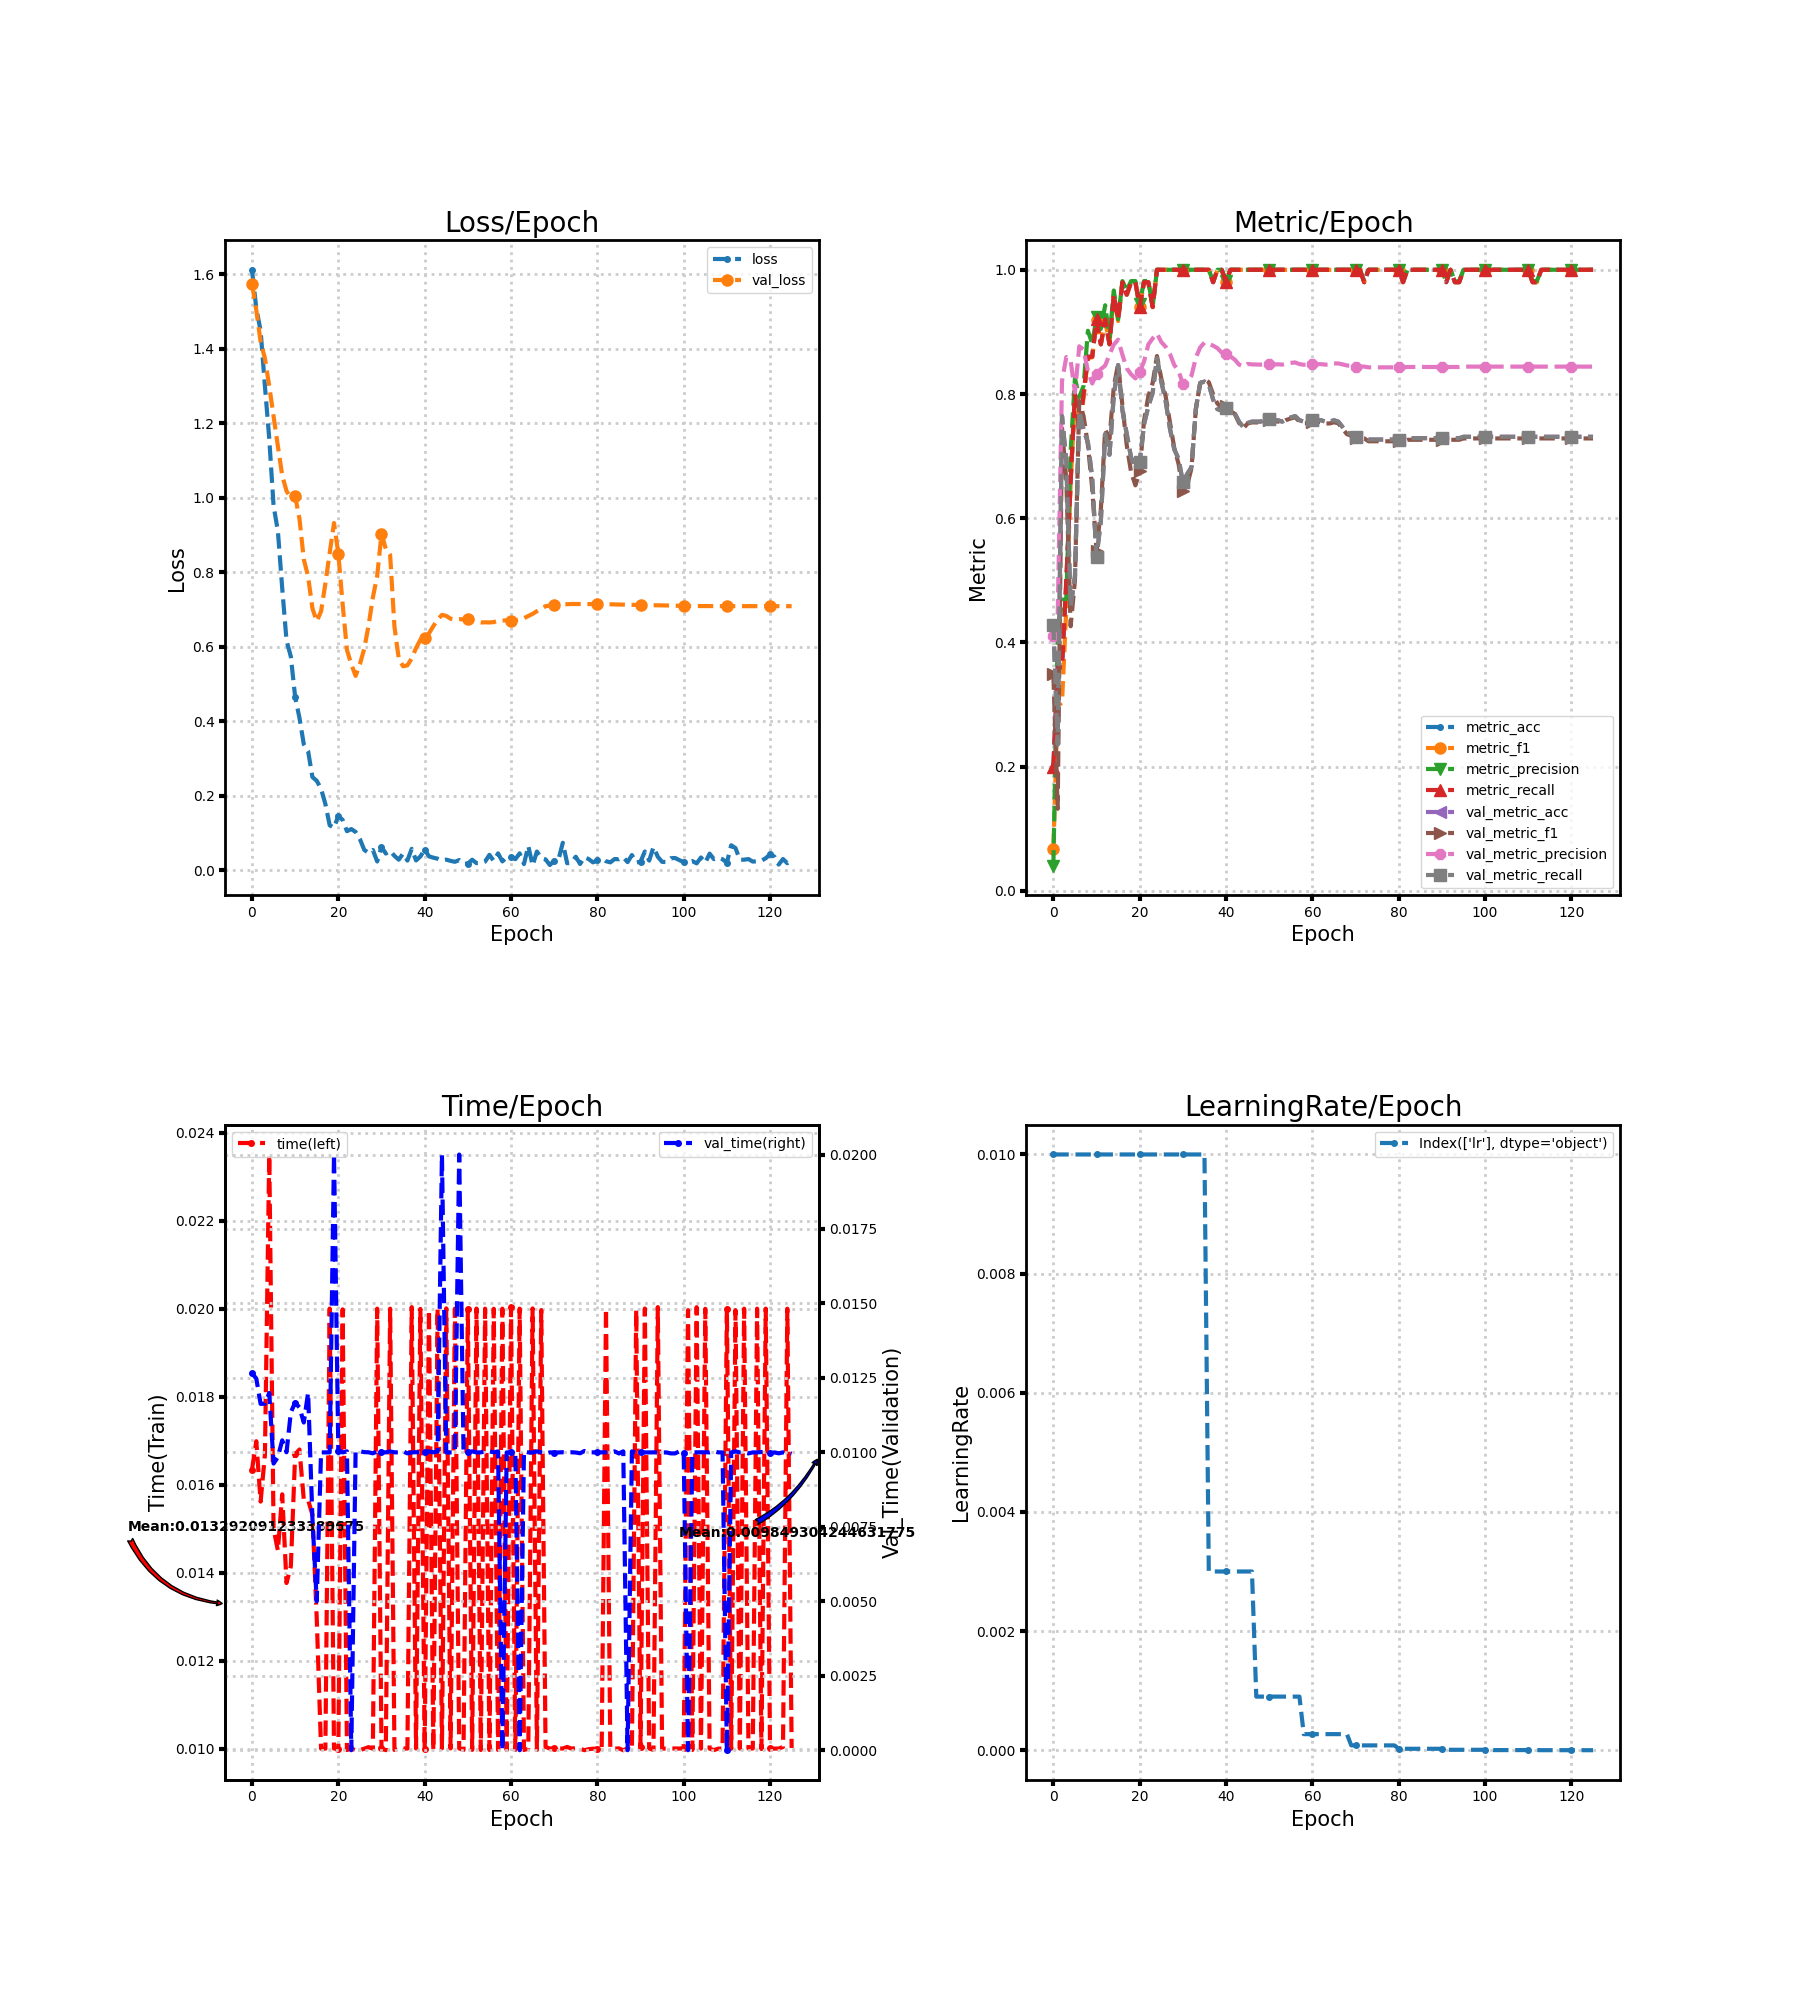 Loss/Epoch
Loss
1.6
1.4
1.2
1.0
0.8
0.6
0.4
0.2
0.0
loss
val_loss
0 20 40 60 80 100 120
Epoch
Metric/Epoch
Metric
1.0
0.8
0.6
0.4
0.2
0.0
metric_acc
metric_f1
metric_precision
metric_recall
val_metric_acc
val_metric_f1
val_metric_precision
val_metric_recall
0 20 40 60 80 100 120
Epoch
Time/Epoch
Time(Train)
0.024
0.022
0.020
0.018
0.016
0.014
0.012
0.010
time(left)
val_time(right)
0.0200
0.0175
0.0150
0.0125
0.0100
0.0075
0.0050
0.0025
0.0000
Val_Time(Validation)
Mean:0.009849304244631775
0 20 40 60 80 100 120
Epoch
LearningRate/Epoch
LearningRate
0.010
0.008
0.006
0.004
0.002
0.000
Index(['lr'], dtype='object')
0 20 40 60 80 100 120
Epoch